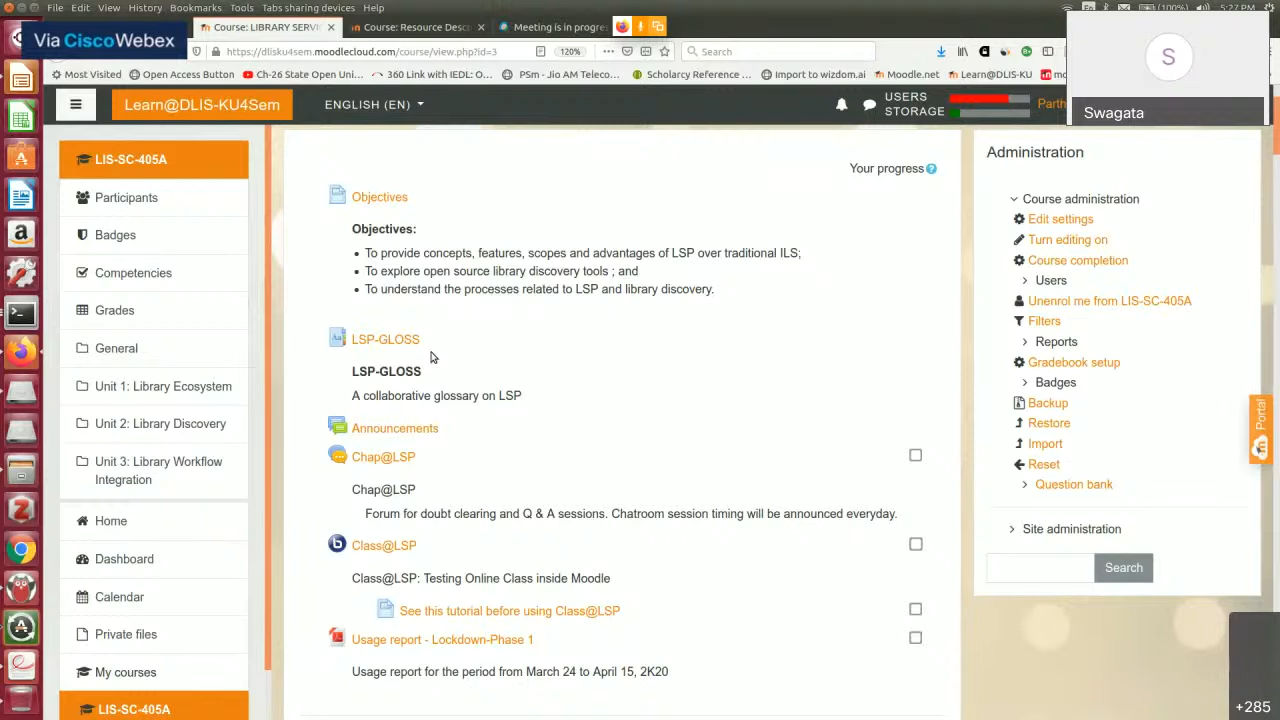 File Edit View History Bookmarks Tools Tabs sharing devices Help
Via CiscoWebex
Course: LIBRARY SERVI
Course: Resource Desc
Meeting is in progres
https://dlisku4sem.moodlecloud.com/course/view.php?id=3
120%
Search
Most Visited
Open Access Button
Ch-26 State Open Uni…
360 Link with IEDL: O…
PSm - Jio AM Teleco…
Scholarcy Reference …
Import to wizdom.ai
Moodle.net
Learn@DLIS-KU
S
Swagata
Learn@DLIS-KU4Sem
ENGLISH (EN)
USERS
STORAGE
Parth
LIS-SC-405A
Participants
Badges
Competencies
Grades
General
Unit 1: Library Ecosystem
Unit 2: Library Discovery
Unit 3: Library Workflow
Integration
Home
Dashboard
Calendar
Private files
My courses
LIS-SC-405A
Your progress
Objectives
Objectives:
To provide concepts, features, scopes and advantages of LSP over traditional ILS;
To explore open source library discovery tools ; and
To understand the processes related to LSP and library discovery.
LSP-GLOSS
LSP-GLOSS
A collaborative glossary on LSP
Announcements
Chap@LSP
Chap@LSP
Forum for doubt clearing and Q & A sessions. Chatroom session timing will be announced everyday.
Class@LSP
Class@LSP: Testing Online Class inside Moodle
See this tutorial before using Class@LSP
Usage report - Lockdown-Phase 1
Usage report for the period from March 24 to April 15, 2K20
Administration
Course administration
Edit settings
Turn editing on
Course completion
Users
Unenrol me from LIS-SC-405A
Filters
Reports
Gradebook setup
Badges
Backup
Restore
Import
Reset
Question bank
Site administration
Search
Portal
+285